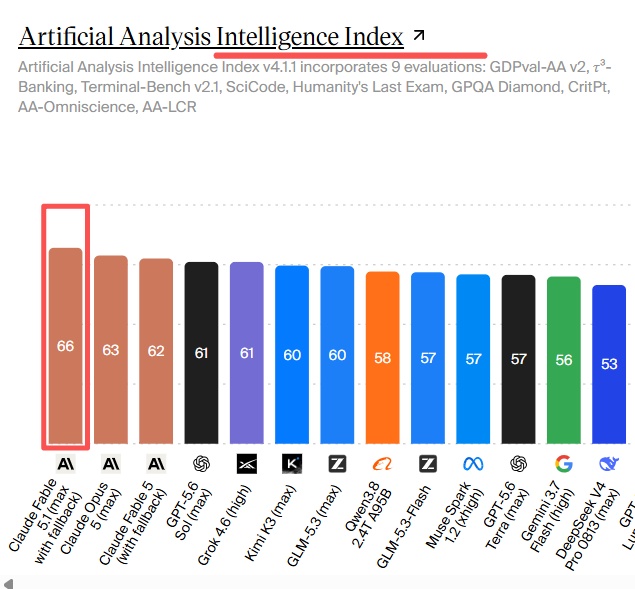 Artificial Analysis Intelligence Index ↗
Artificial Analysis Intelligence Index v4.1.1 incorporates 9 evaluations: GDPval-AA v2, 𝜏³-
Banking, Terminal-Bench v2.1, SciCode, Humanity's Last Exam, GPQA Diamond, CritPt,
AA-Omniscience, AA-LCR
66
63
62
61
61
60
60
58
57
57
57
56
53
Claude Fable
5.1 (max
with fallback)
Claude Opus
5 (max)
Claude Fable 5
(with fallback)
GPT-5.6
Sol (max)
Grok 4.6 (high)
Kimi K3 (max)
GLM-5.3 (max)
Qwen3.8
2.4T A95B
GLM-5.3-Flash
Muse Spark
1.2 (xhigh)
GPT-5.6
Terra (max)
Gemini 3.7
Flash (high)
DeepSeek V4
Pro 0813 (max)